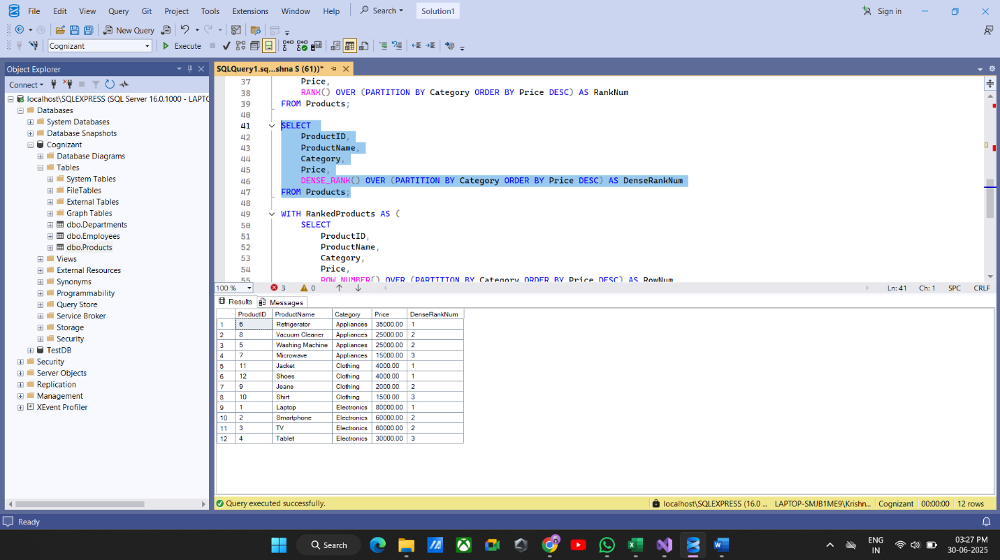 File Edit View Query Git Project Tools Extensions Window Help Search Solution1 Sign in
New Query
Cognizant Execute
Object Explorer
Connect
localhost\SQLEXPRESS (SQL Server 16.0.1000 - LAPTC
Databases
System Databases
Database Snapshots
Cognizant
Database Diagrams
Tables
System Tables
FileTables
External Tables
Graph Tables
dbo.Departments
dbo.Employees
dbo.Products
Views
External Resources
Synonyms
Programmability
Query Store
Service Broker
Storage
Security
TestDB
Security
Server Objects
Replication
Management
XEvent Profiler
SQLQuery1.sq...shna S (61))*
37 Price,
38 RANK() OVER (PARTITION BY Category ORDER BY Price DESC) AS RankNum
39 FROM Products;
40
41 SELECT
42 ProductID,
43 ProductName,
44 Category,
45 Price,
46 DENSE_RANK() OVER (PARTITION BY Category ORDER BY Price DESC) AS DenseRankNum
47 FROM Products;
48
49 WITH RankedProducts AS (
50 SELECT
51 ProductID,
52 ProductName,
53 Category,
54 Price,
55 ROW_NUMBER() OVER (PARTITION BY Category ORDER BY Price DESC) AS RowNum
100 % 3 0 Ln: 41 Ch: 1 SPC CRLF
Results Messages
ProductID ProductName Category Price DenseRankNum
1 6 Refrigerator Appliances 35000.00 1
2 8 Vacuum Cleaner Appliances 25000.00 2
3 5 Washing Machine Appliances 25000.00 2
4 7 Microwave Appliances 15000.00 3
5 11 Jacket Clothing 4000.00 1
6 12 Shoes Clothing 4000.00 1
7 9 Jeans Clothing 2000.00 2
8 10 Shirt Clothing 1500.00 3
9 1 Laptop Electronics 80000.00 1
10 2 Smartphone Electronics 60000.00 2
11 3 TV Electronics 60000.00 2
12 4 Tablet Electronics 30000.00 3
Query executed successfully. localhost\SQLEXPRESS (16.0 ... LAPTOP-SMJB1ME9\Krishn... Cognizant 00:00:00 12 rows
Ready
Search
ENG
IN
03:27 PM
30-06-2025